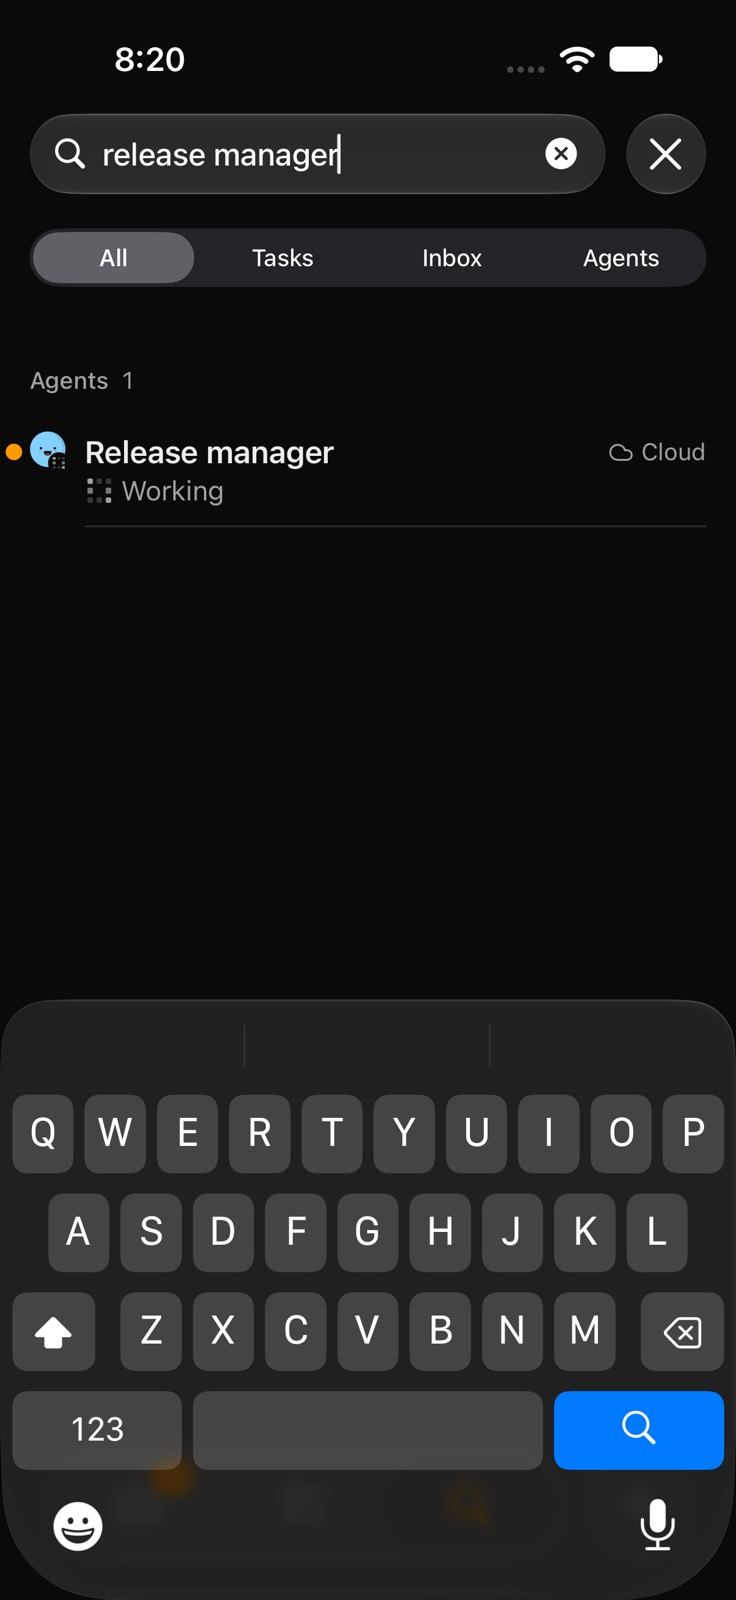 8:20
release manager
All Tasks Inbox Agents
Agents 1
Release manager Cloud
Working
Q W E R T Y U I O P
A S D F G H J K L
Z X C V B N M
123